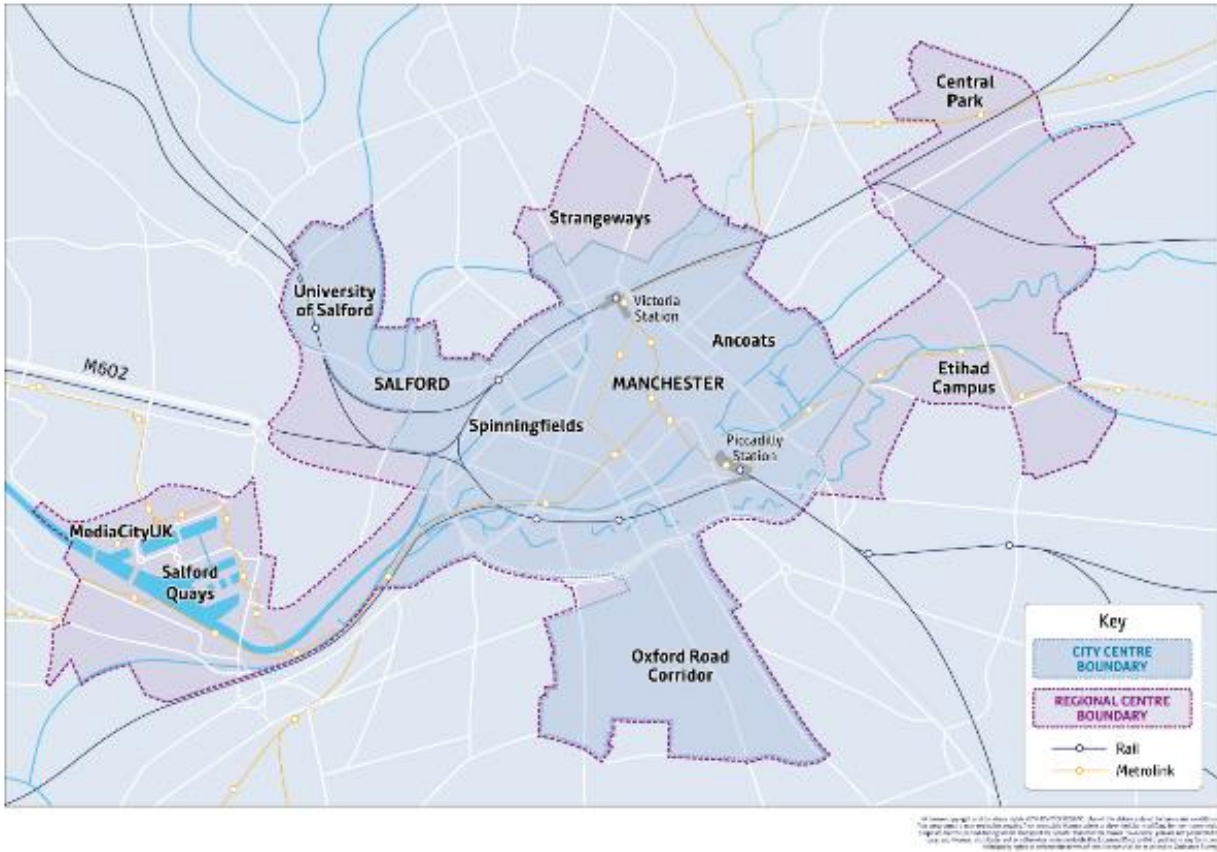 Central
Park
Strangeways
University
of Salford
Victoria
Station
Ancoats
M602
SALFORD
MANCHESTER
Etihad
Campus
Spinningfields
Piccadilly
Station
MediaCityUK
Salford
Quays
Oxford Road
Corridor
Key
CITY CENTRE
BOUNDARY
REGIONAL CENTRE
BOUNDARY
Rail
Metrolink